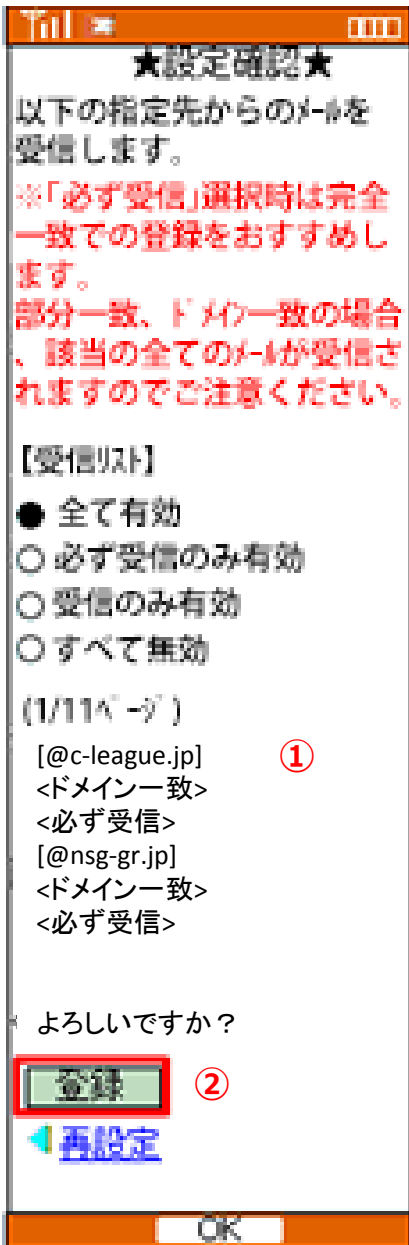 ★設定確認★
以下の指定先からのﾒｰﾙを
受信します。
※「必ず受信」選択時は完全
一致での登録をおすすめし
ます。
部分一致、ﾄﾞﾒｲﾝ一致の場合
、該当の全てのﾒｰﾙが受信さ
れますのでご注意ください。
【受信ﾘｽﾄ】
● 全て有効
○ 必ず受信のみ有効
○ 受信のみ有効
○ すべて無効
(1/11ﾍﾟｰｼﾞ)
[@c-league.jp] ①
<ドメイン一致>
<必ず受信>
[@nsg-gr.jp]
<ドメイン一致>
<必ず受信>
よろしいですか？
登録 ②
再設定
OK